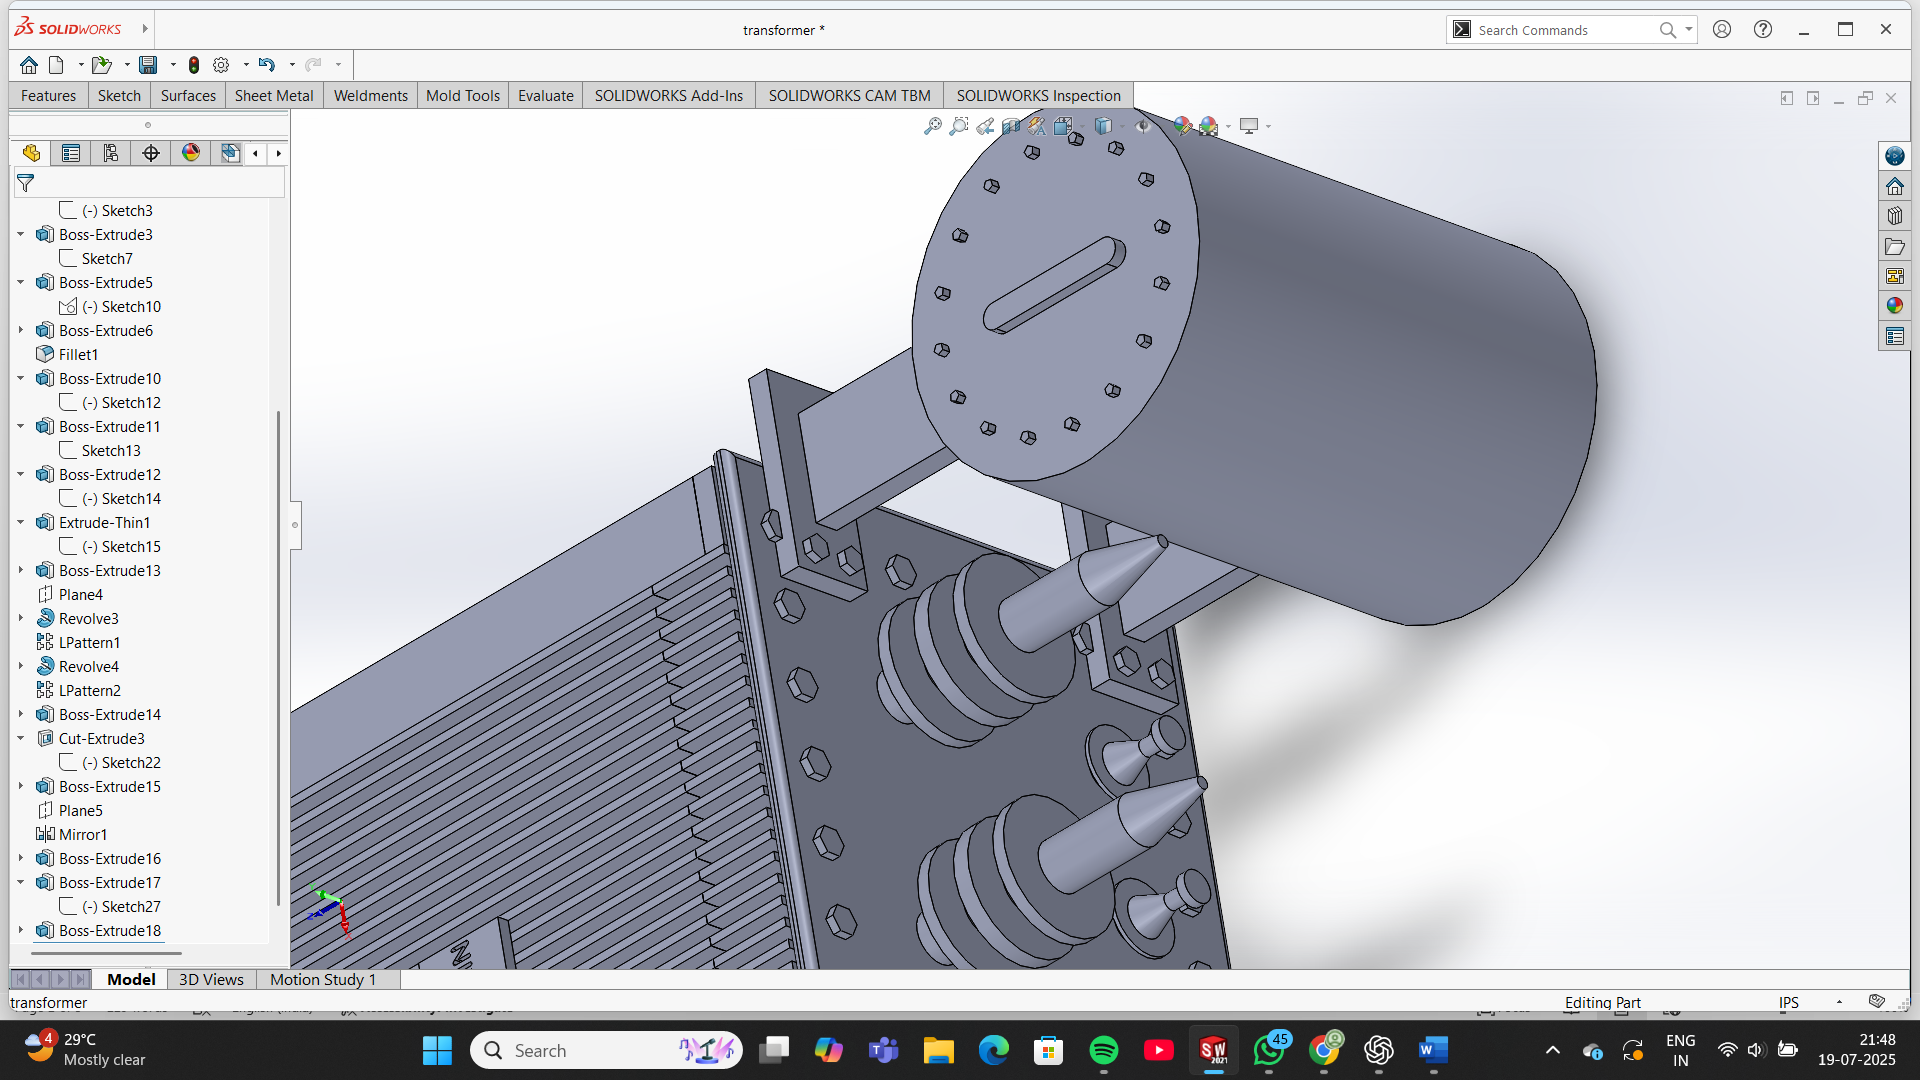 SOLIDWORKS
transformer *
Search Commands
Features
Sketch
Surfaces
Sheet Metal
Weldments
Mold Tools
Evaluate
SOLIDWORKS Add-Ins
SOLIDWORKS CAM TBM
SOLIDWORKS Inspection
(-) Sketch3
Boss-Extrude3
Sketch7
Boss-Extrude5
(-) Sketch10
Boss-Extrude6
Fillet1
Boss-Extrude10
(-) Sketch12
Boss-Extrude11
Sketch13
Boss-Extrude12
(-) Sketch14
Extrude-Thin1
(-) Sketch15
Boss-Extrude13
Plane4
Revolve3
LPattern1
Revolve4
LPattern2
Boss-Extrude14
Cut-Extrude3
(-) Sketch22
Boss-Extrude15
Plane5
Mirror1
Boss-Extrude16
Boss-Extrude17
(-) Sketch27
Boss-Extrude18
Model
3D Views
Motion Study 1
transformer
Editing Part
IPS
4
29°C
Mostly clear
Search
SW
2021
45
W
ENG
IN
21:48
19-07-2025